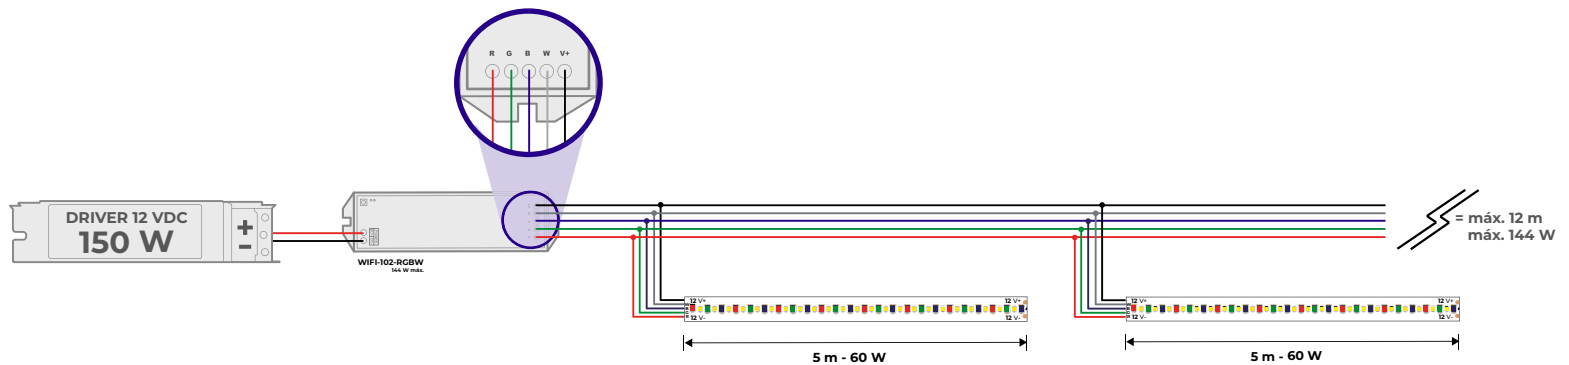 R G B W V+
DRIVER 12 VDC
150 W
+
−
WIFI-102-RGBW
144 W máx.
= máx. 12 m
máx. 144 W
12 V+
12 V+
12 V-
12 V-
12 V+
12 V+
12 V-
12 V-
5 m - 60 W
5 m - 60 W